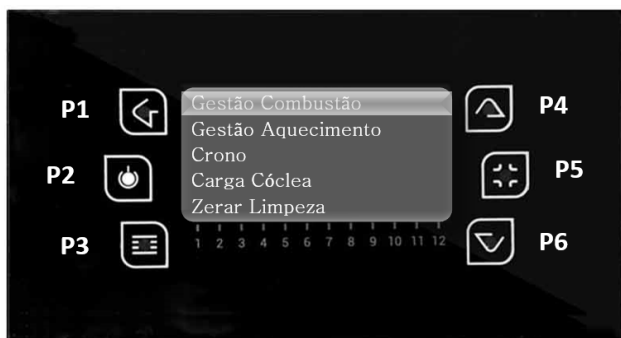 P1
P2
P3
Gestão Combustão
Gestão Aquecimento
Crono
Carga Cóclea
Zerar Limpeza
1 2 3 4 5 6 7 8 9 10 11 12
P4
P5
P6